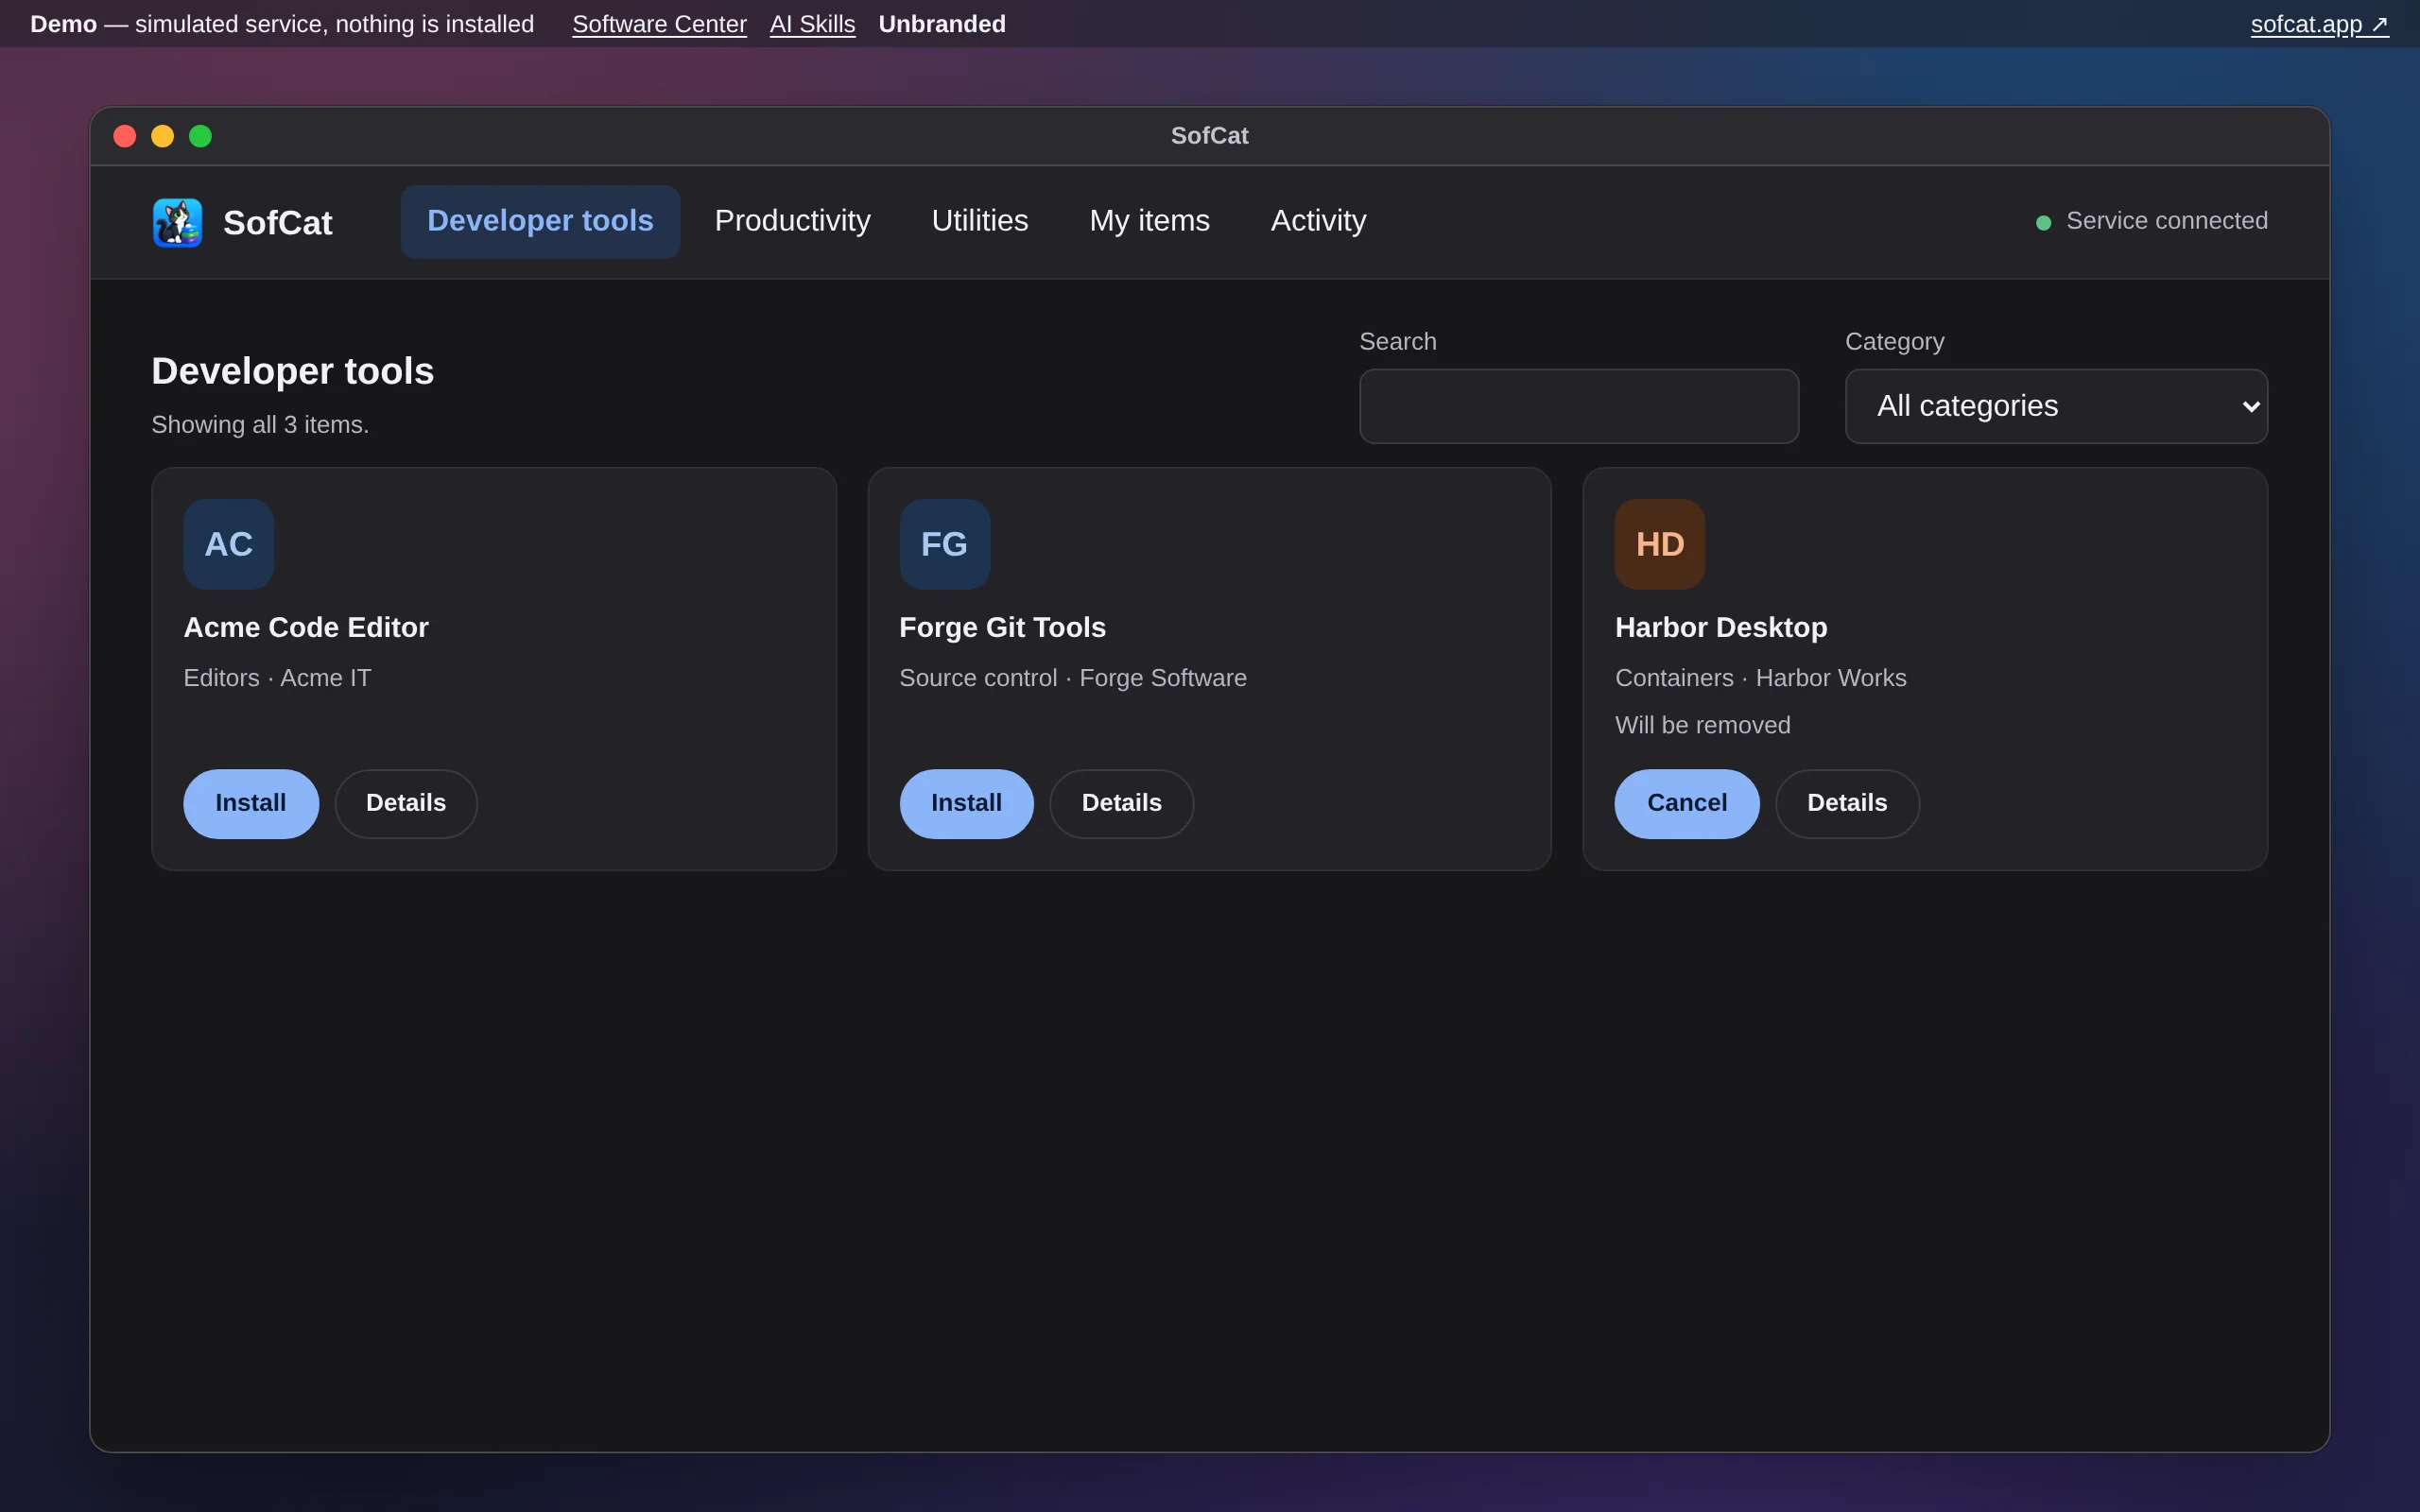 Demo — simulated service, nothing is installed Software Center AI Skills Unbranded sofcat.app ↗
SofCat
SofCat Developer tools Productivity Utilities My items Activity Service connected
Developer tools
Showing all 3 items.
Search
Category
All categories
AC
Acme Code Editor
Editors · Acme IT
Install Details
FG
Forge Git Tools
Source control · Forge Software
Install Details
HD
Harbor Desktop
Containers · Harbor Works
Will be removed
Cancel Details